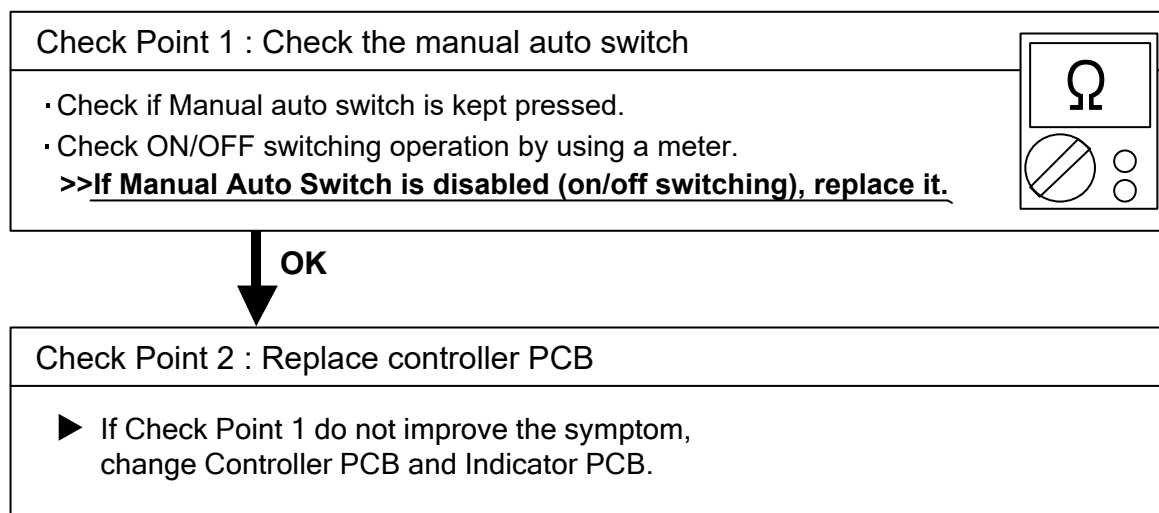 Check Point 1 : Check the manual auto switch
Ω
·Check if Manual auto switch is kept pressed.
·Check ON/OFF switching operation by using a meter.
>>If Manual Auto Switch is disabled (on/off switching), replace it.
OK
Check Point 2 : Replace controller PCB
▶ If Check Point 1 do not improve the symptom,
change Controller PCB and Indicator PCB.